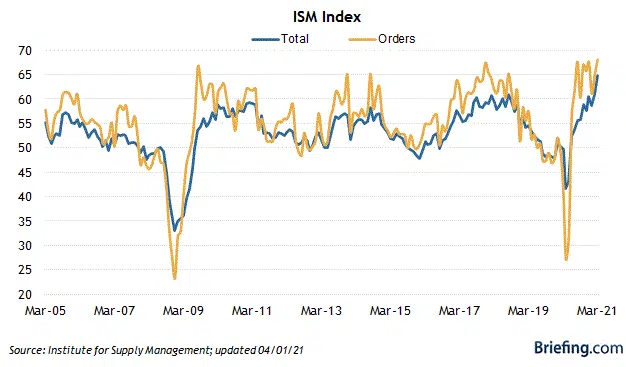 ISM Index
Total Orders
70
65
60
55
50
45
40
35
30
25
20
Mar-05 Mar-07 Mar-09 Mar-11 Mar-13 Mar-15 Mar-17 Mar-19 Mar-21
Source: Institute for Supply Management; updated 04/01/21
Briefing.com